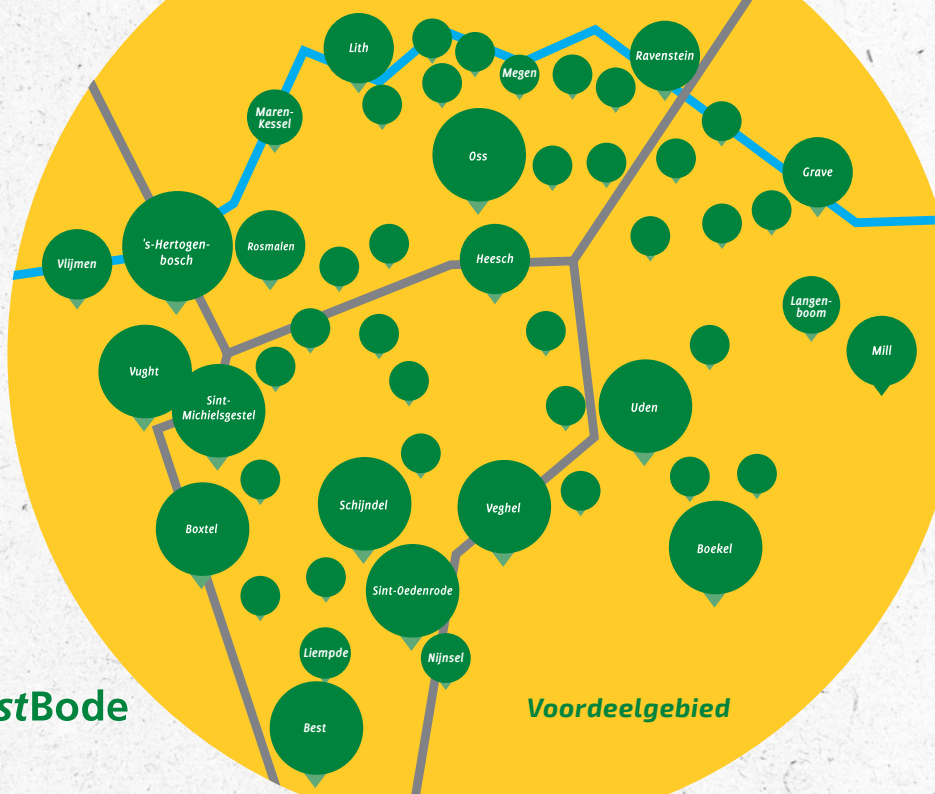 Lith
Ravenstein
Megen
Maren-
Kessel
Oss
Grave
's-Hertogen-
bosch
Rosmalen
Heesch
Vlijmen
Langen-
boom
Mill
Vught
Sint-
Michielsgestel
Uden
Schijndel
Veghel
Boxtel
Boekel
Sint-Oedenrode
Liempde
Nijnsel
stBode
Voordeelgebied
Best